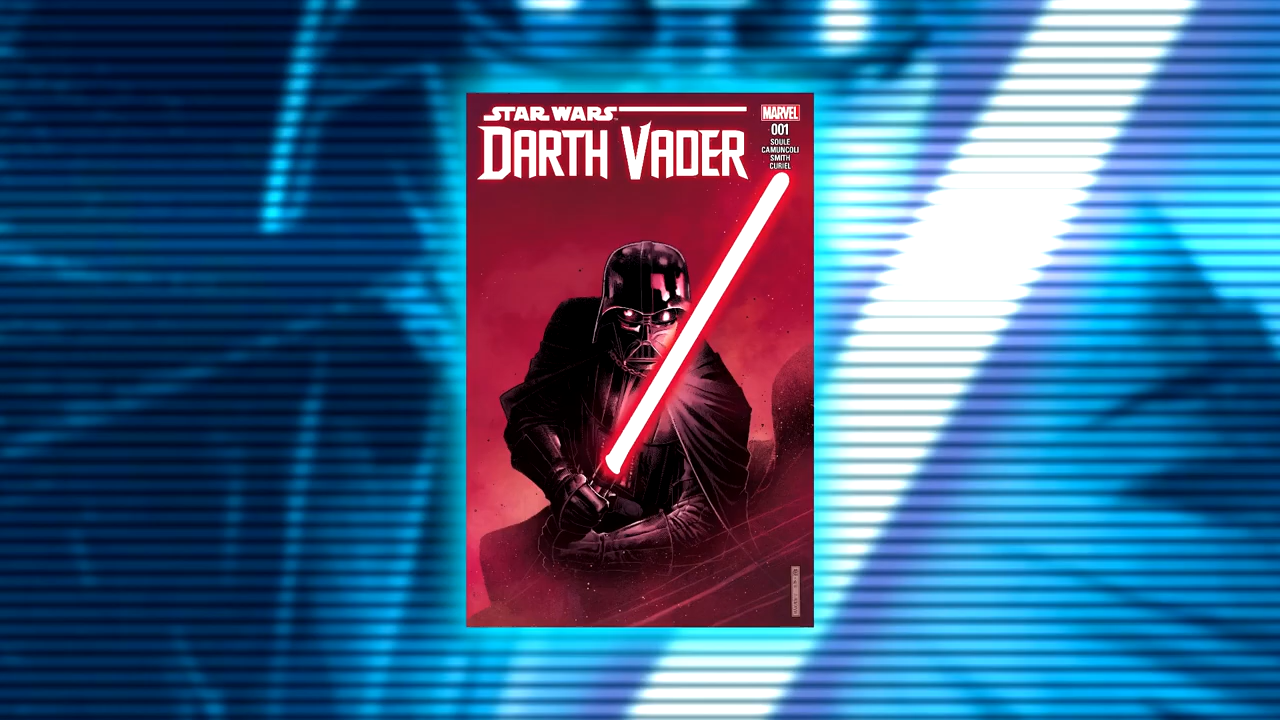 STAR WARS
DARTH VADER
MARVEL
001
SOULE
CAMUNCOLI
SMITH
CURIEL